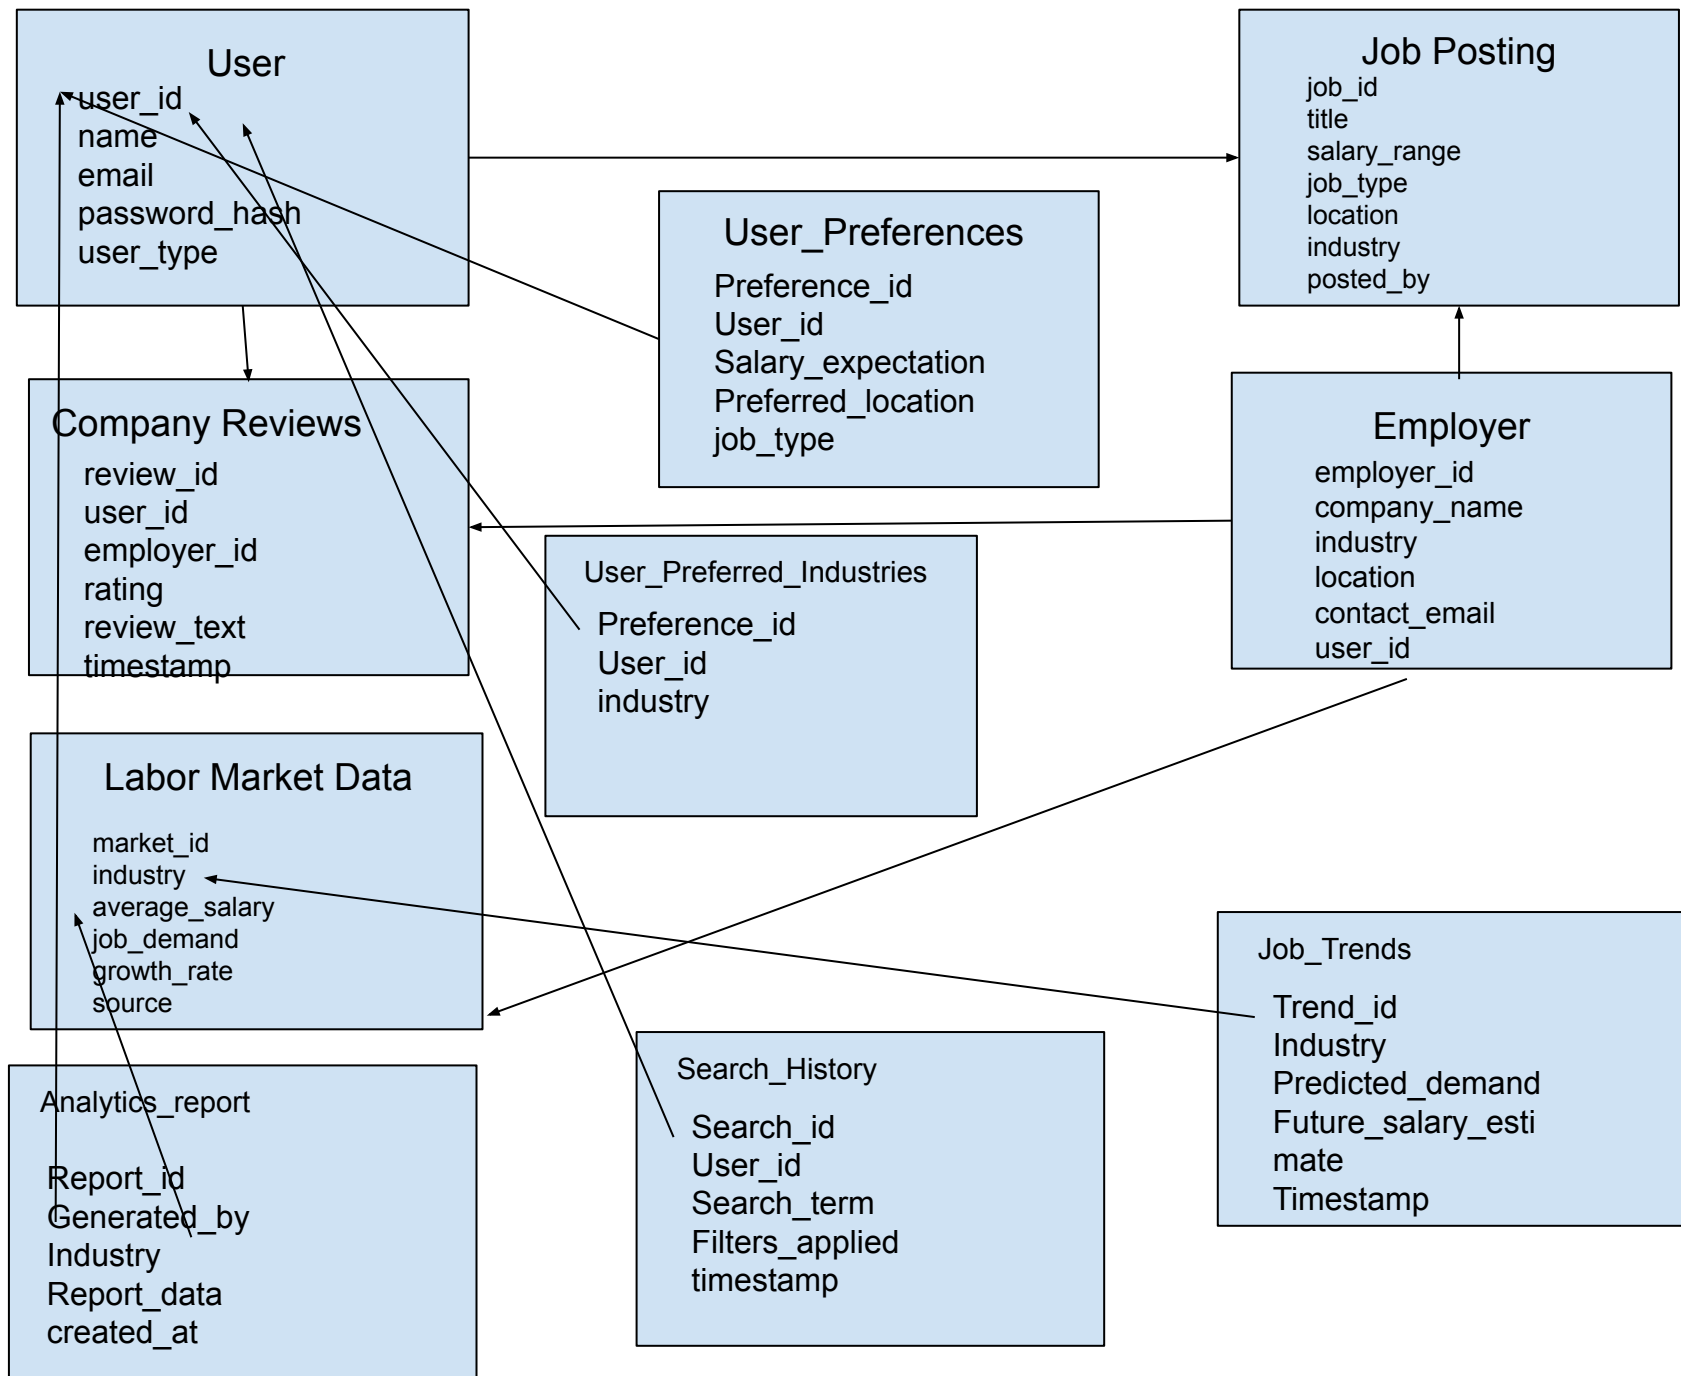 User
user_id
name
email
password_hash
user_type
Job Posting
job_id
title
salary_range
job_type
location
industry
posted_by
User_Preferences
Preference_id
User_id
Salary_expectation
Preferred_location
job_type
Company Reviews
review_id
user_id
employer_id
rating
review_text
timestamp
Employer
employer_id
company_name
industry
location
contact_email
user_id
User_Preferred_Industries
Preference_id
User_id
industry
Labor Market Data
market_id
industry
average_salary
job_demand
growth_rate
source
Job_Trends
Trend_id
Industry
Predicted_demand
Future_salary_esti
mate
Timestamp
Analytics_report
Report_id
Generated_by
Industry
Report_data
created_at
Search_History
Search_id
User_id
Search_term
Filters_applied
timestamp